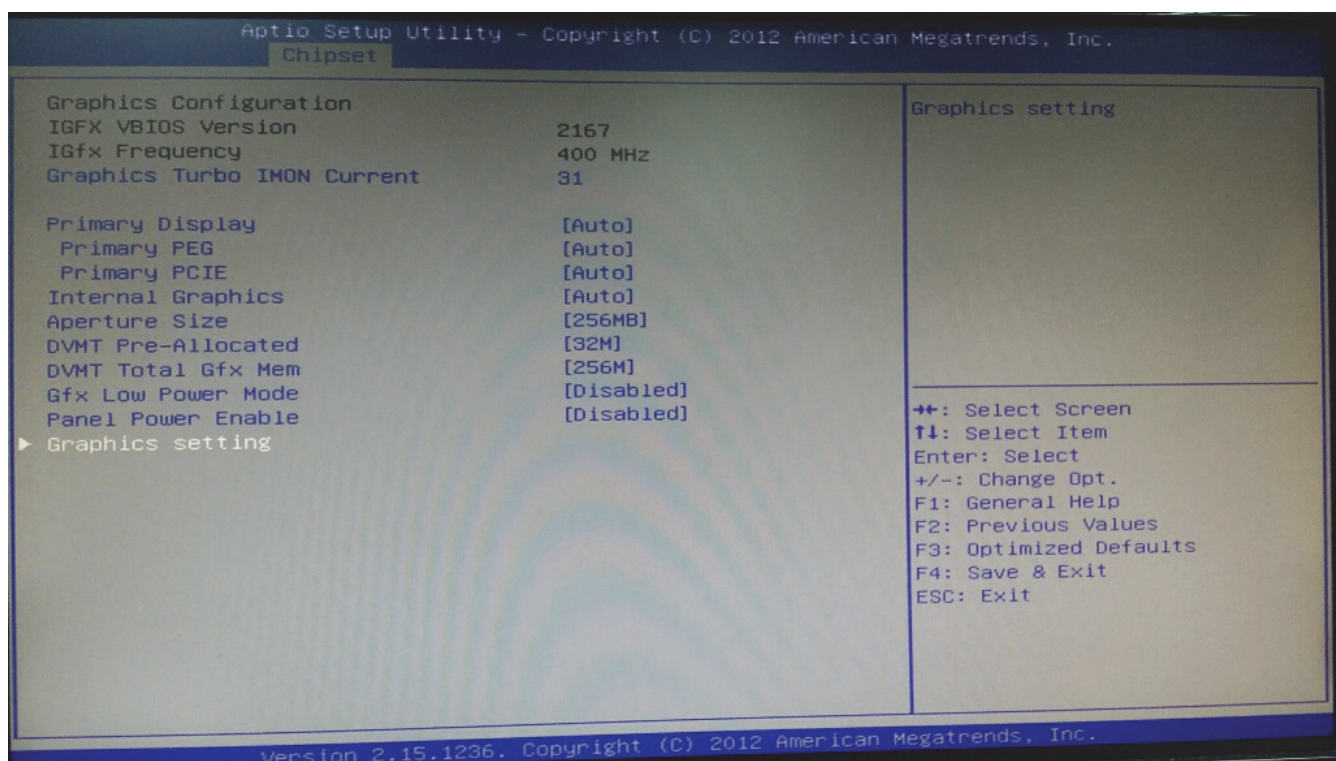 Aptio Setup Utility – Copyright (C) 2012 American Megatrends, Inc.
Chipset
Graphics Configuration
IGFX VBIOS Version 2167
IGfx Frequency 400 MHz
Graphics Turbo IMON Current 31
Primary Display [Auto]
Primary PEG [Auto]
Primary PCIE [Auto]
Internal Graphics [Auto]
Aperture Size [256MB]
DVMT Pre-Allocated [32M]
DVMT Total Gfx Mem [256M]
Gfx Low Power Mode [Disabled]
Panel Power Enable [Disabled]
► Graphics setting
Graphics setting
→←: Select Screen
↑↓: Select Item
Enter: Select
+/-: Change Opt.
F1: General Help
F2: Previous Values
F3: Optimized Defaults
F4: Save & Exit
ESC: Exit
Version 2.15.1236. Copyright (C) 2012 American Megatrends, Inc.